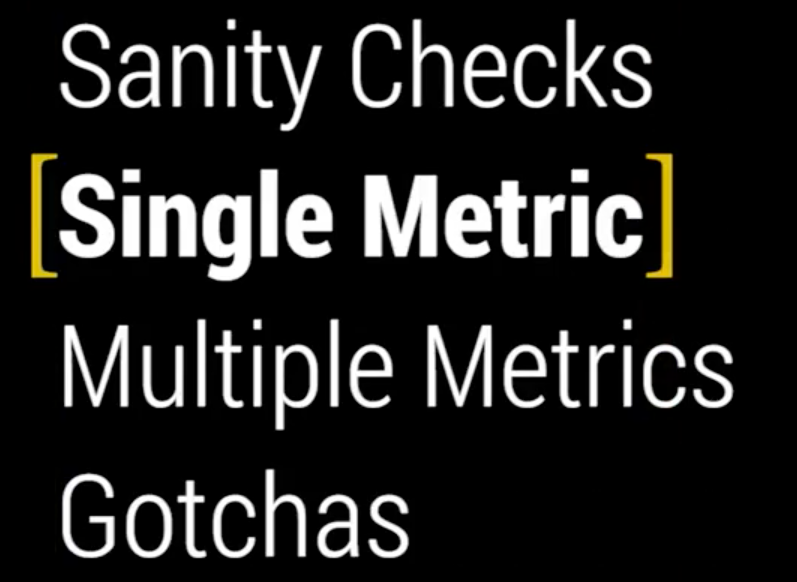 Sanity Checks
[Single Metric]
Multiple Metrics
Gotchas